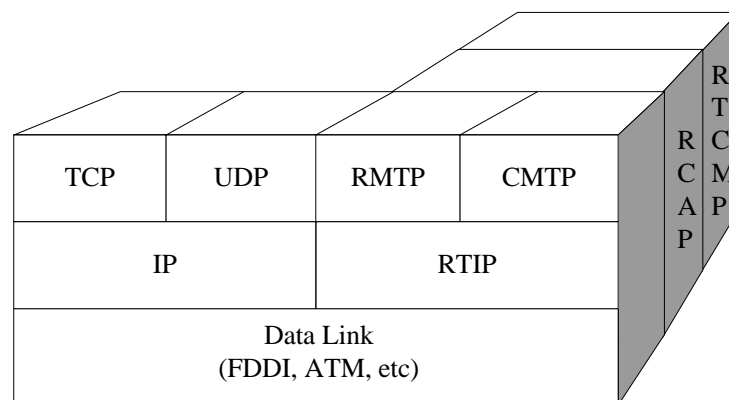 TCP UDP RMTP CMTP
IP RTIP
Data Link
(FDDI, ATM, etc)
RCAP
RTCMP